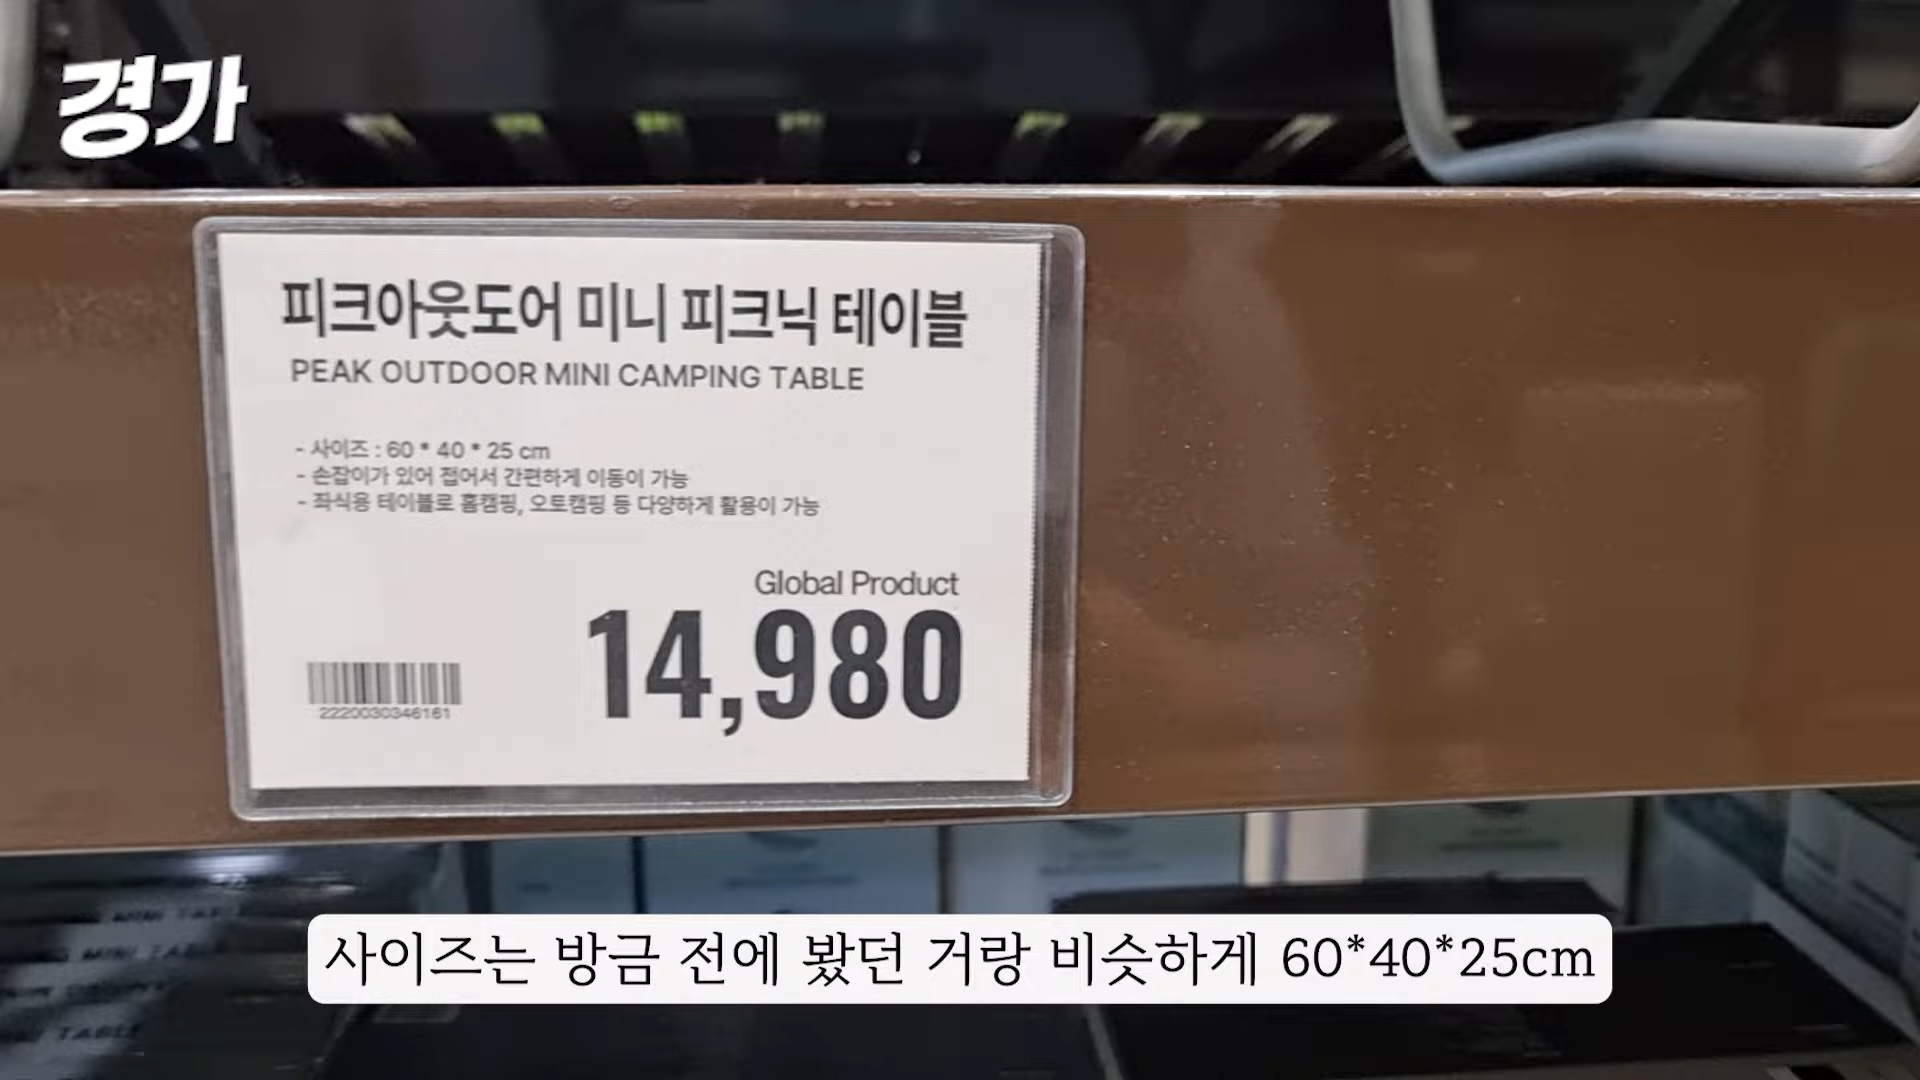 경가
피크아웃도어 미니 피크닉 테이블
PEAK OUTDOOR MINI CAMPING TABLE
- 사이즈 : 60 * 40 * 25 cm
- 손잡이가 있어 접어서 간편하게 이동이 가능
- 좌식용 테이블로 홈캠핑, 오토캠핑 등 다양하게 활용이 가능
Global Product
14,980
2220030346161
MINI TABLE
TABLE
사이즈는 방금 전에 봤던 거랑 비슷하게 60*40*25cm